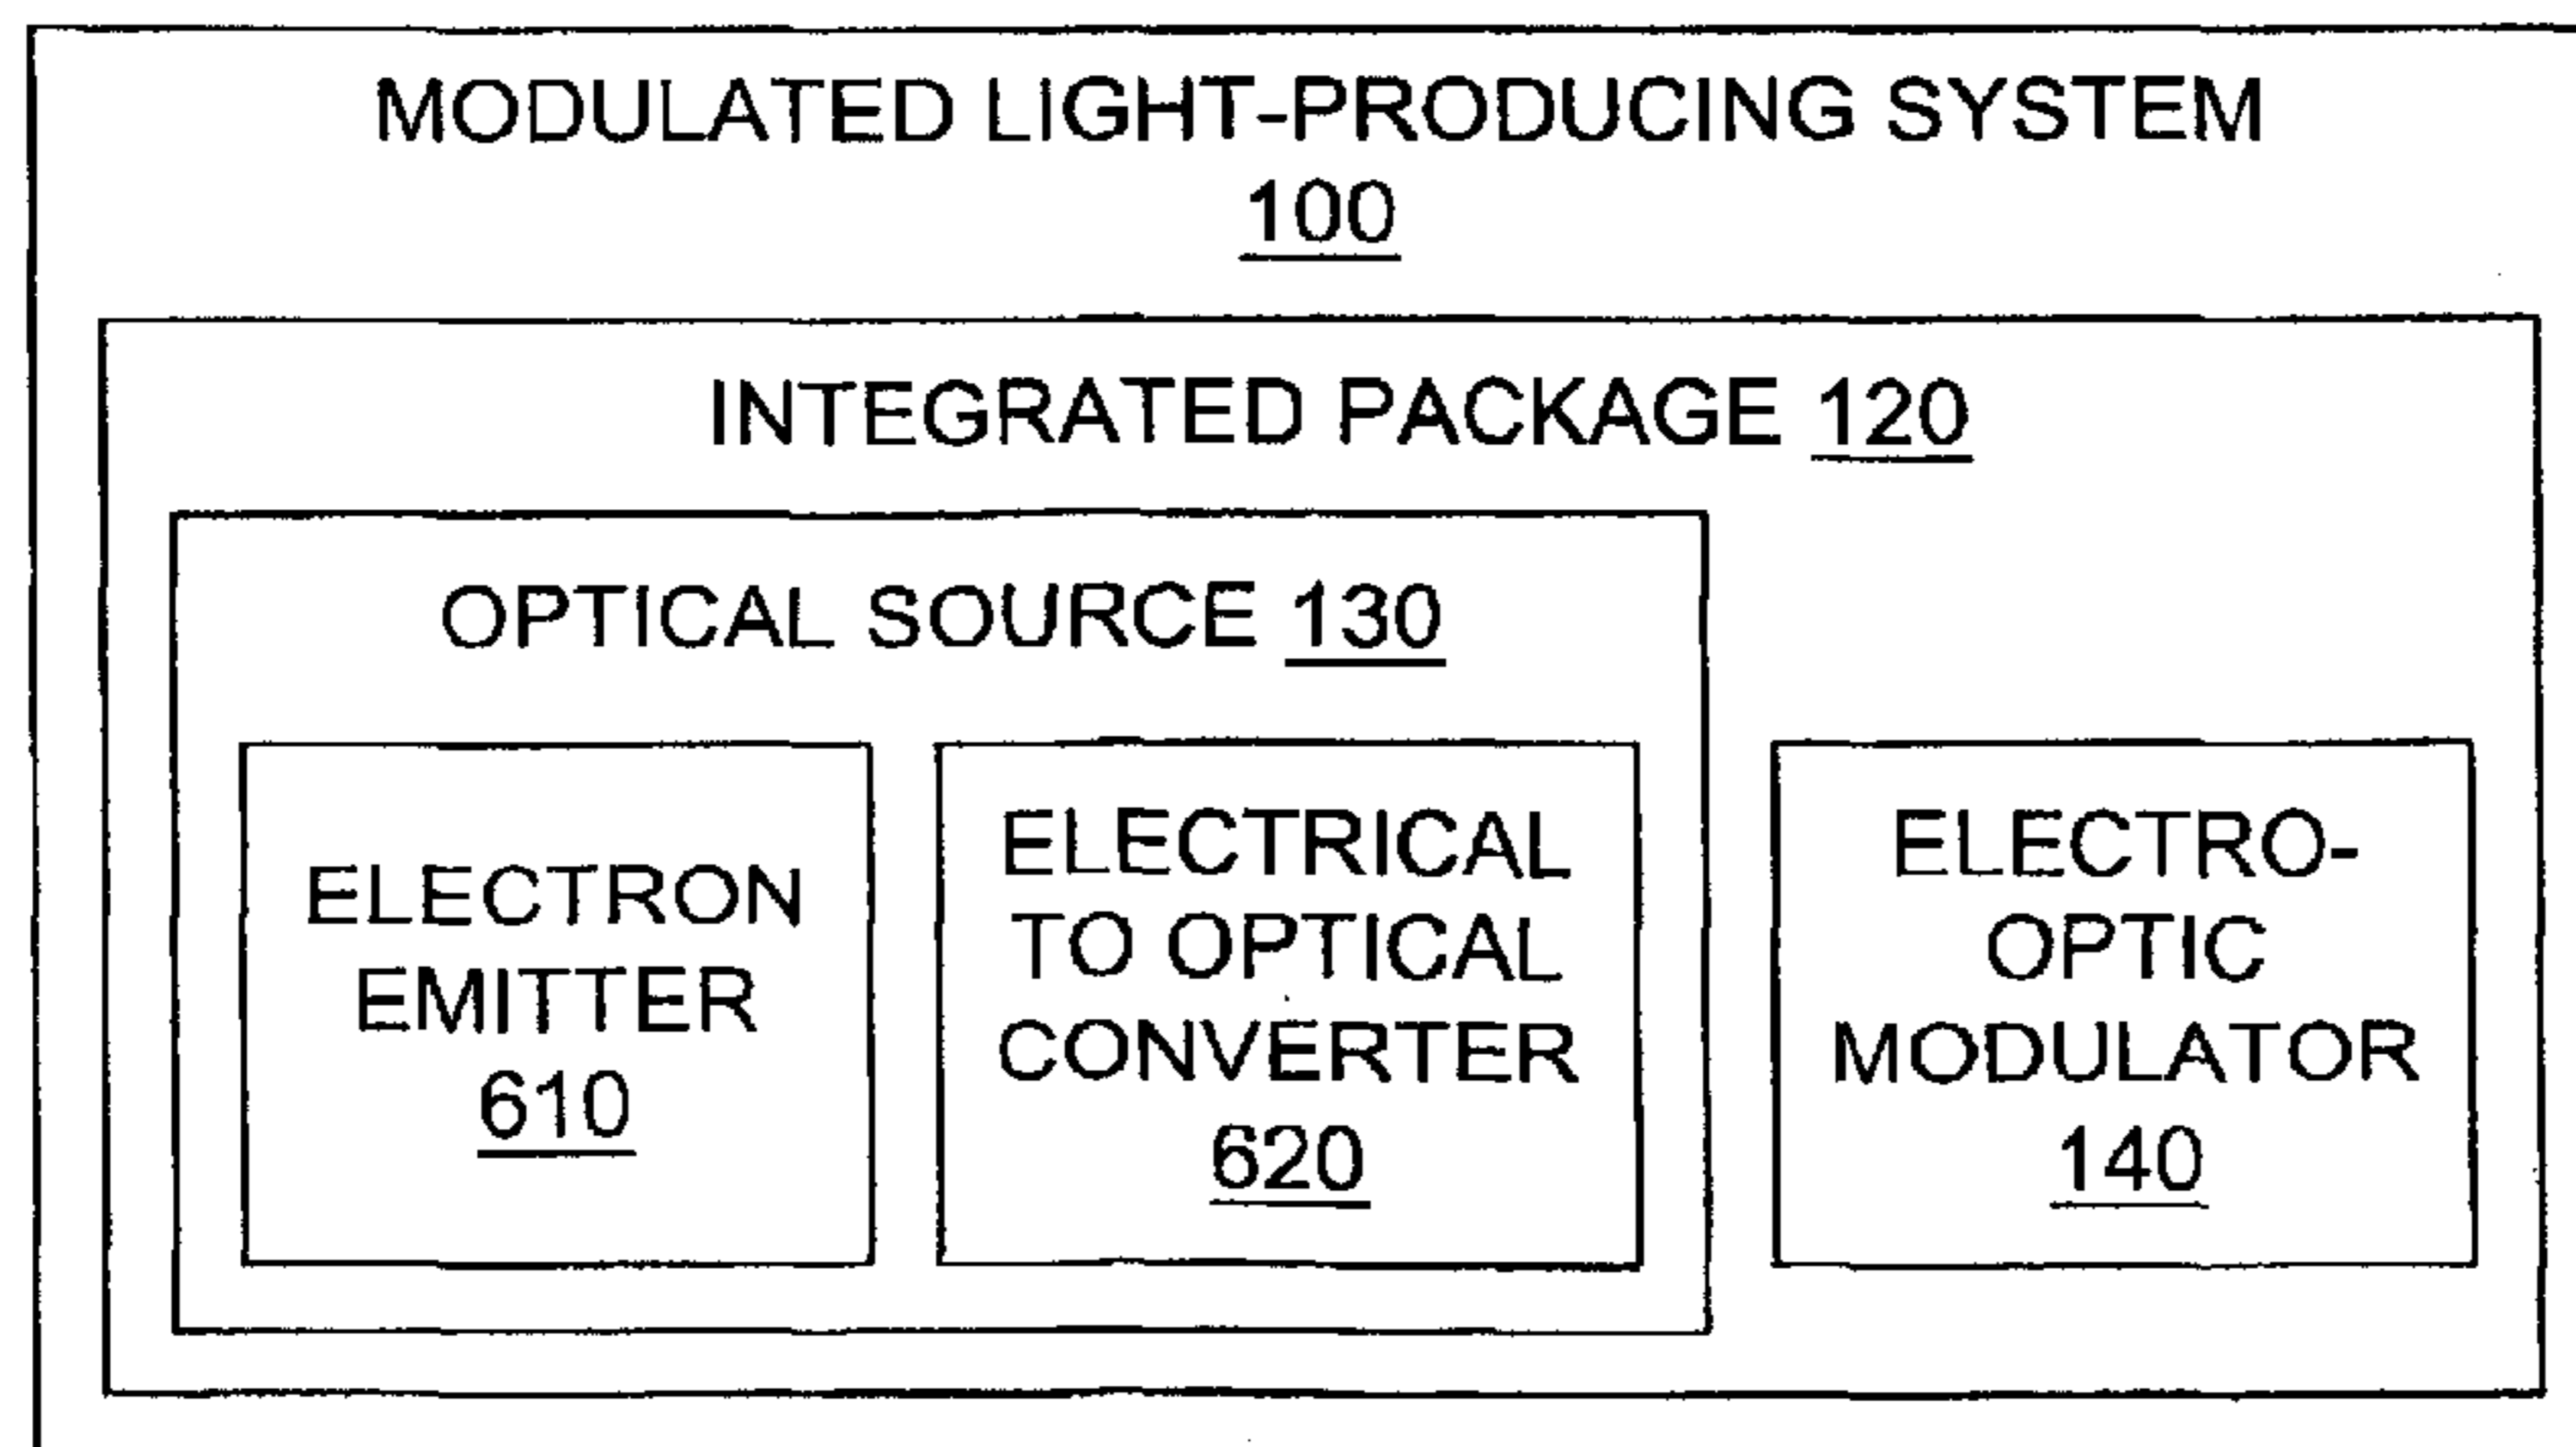 MODULATED LIGHT-PRODUCING SYSTEM
100
INTEGRATED PACKAGE 120
OPTICAL SOURCE 130
ELECTRON
EMITTER
610
ELECTRICAL
TO OPTICAL
CONVERTER
620
ELECTRO-
OPTIC
MODULATOR
140